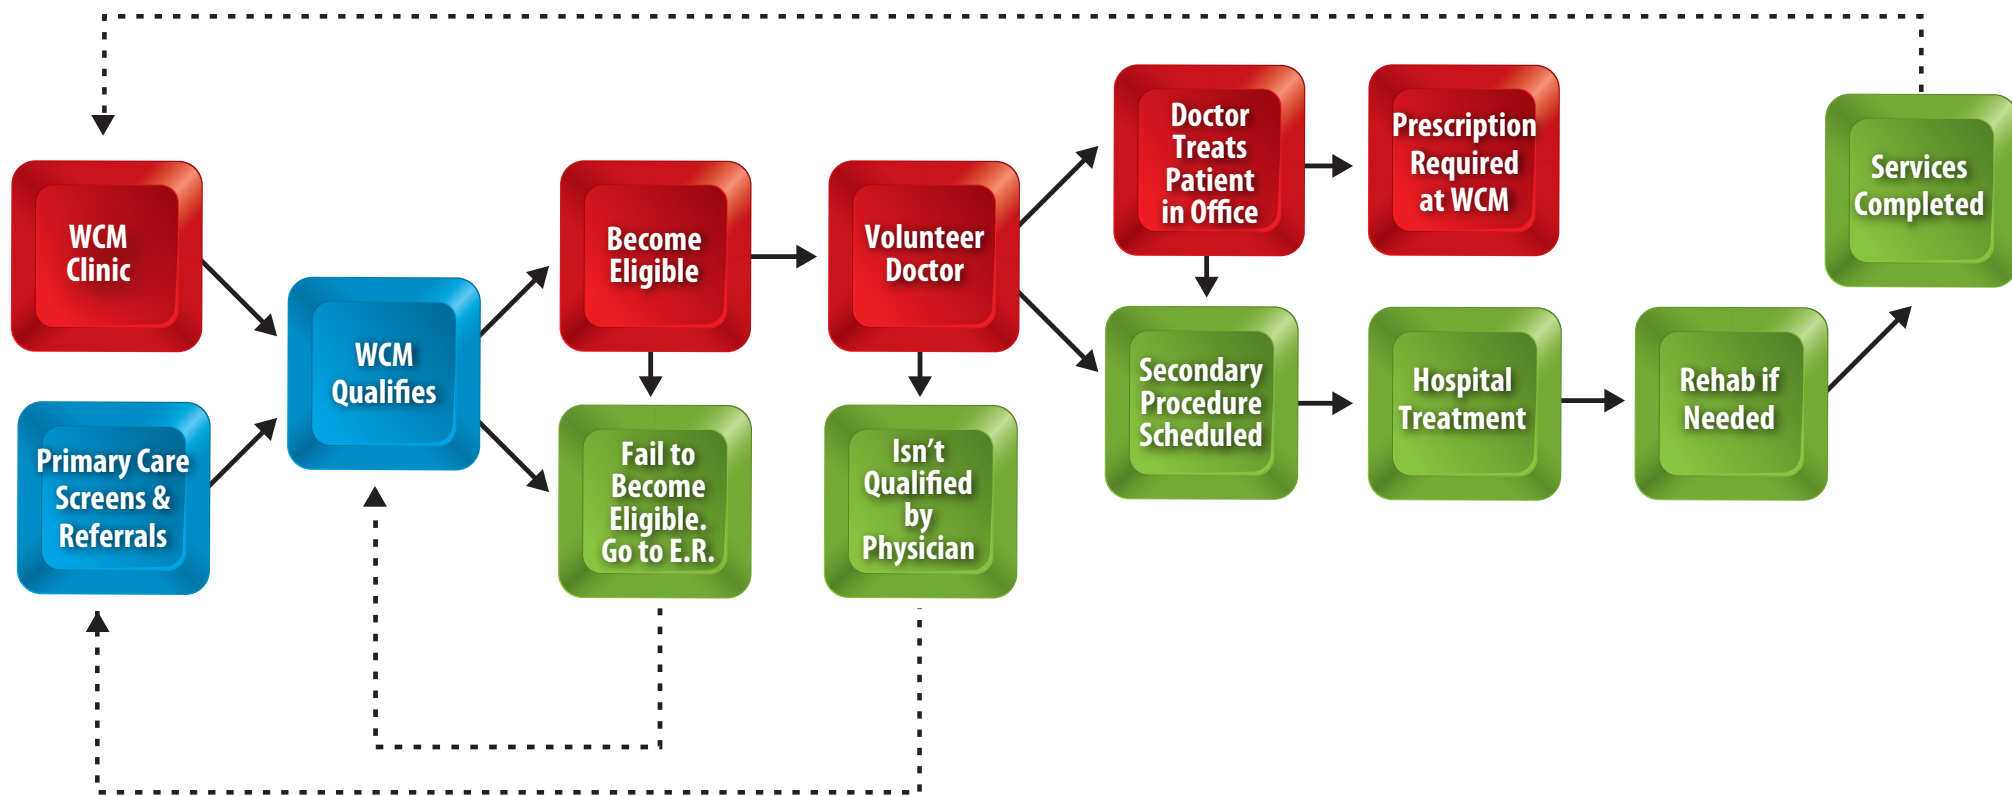 WCM
Clinic
Primary Care
Screens &
Referrals
WCM
Qualifies
Become
Eligible
Fail to
Become
Eligible.
Go to E.R.
Volunteer
Doctor
Isn't
Qualified
by
Physician
Doctor
Treats
Patient
in Office
Prescription
Required
at WCM
Secondary
Procedure
Scheduled
Hospital
Treatment
Rehab if
Needed
Services
Completed